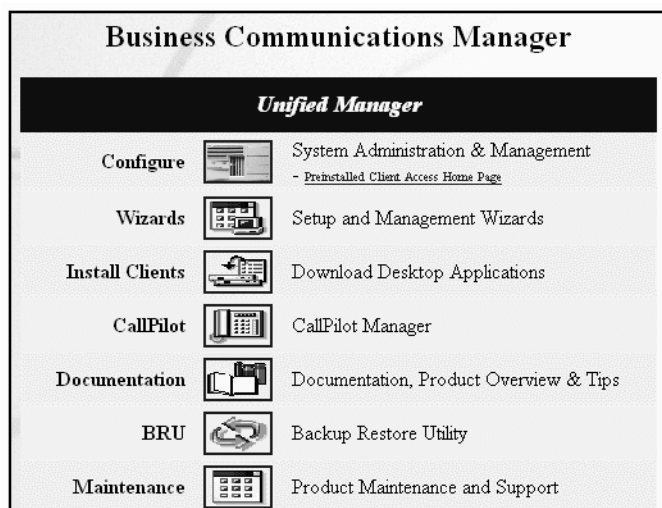 Business Communications Manager
Unified Manager
Configure System Administration & Management
- Preinstalled Client Access Home Page
Wizards Setup and Management Wizards
Install Clients Download Desktop Applications
CallPilot CallPilot Manager
Documentation Documentation, Product Overview & Tips
BRU Backup Restore Utility
Maintenance Product Maintenance and Support